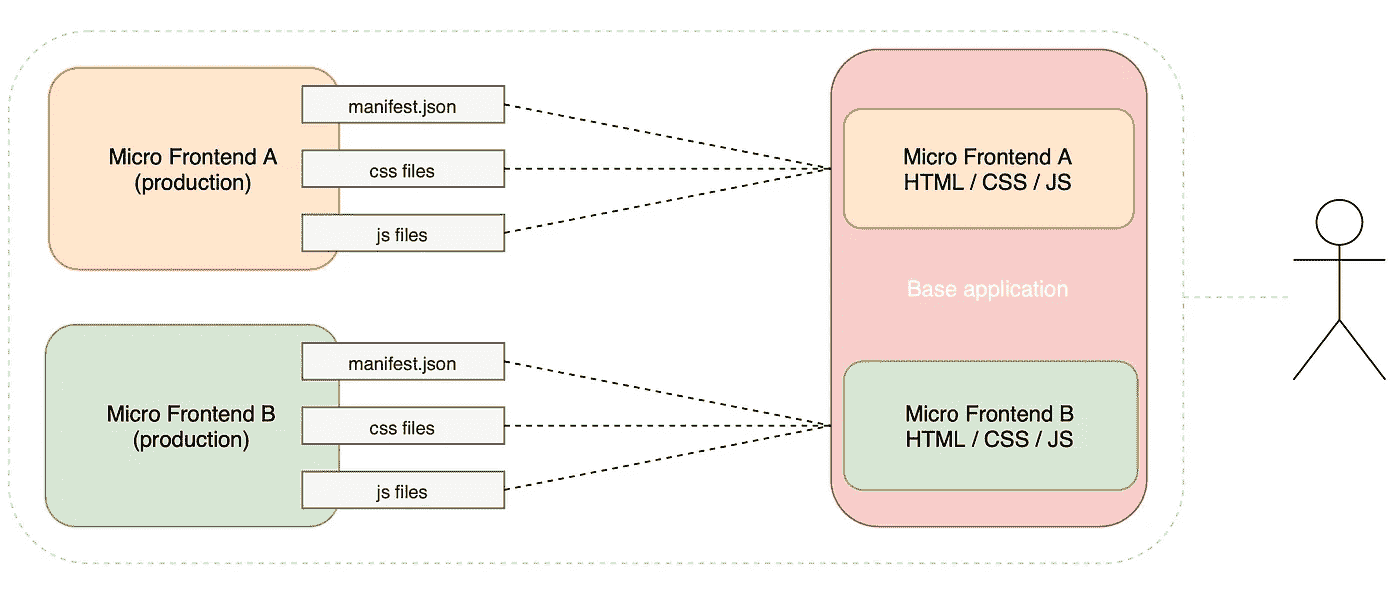 Micro Frontend A
(production)
manifest.json
css files
js files
Micro Frontend A
HTML / CSS / JS
Base application
Micro Frontend B
(production)
manifest.json
css files
js files
Micro Frontend B
HTML / CSS / JS